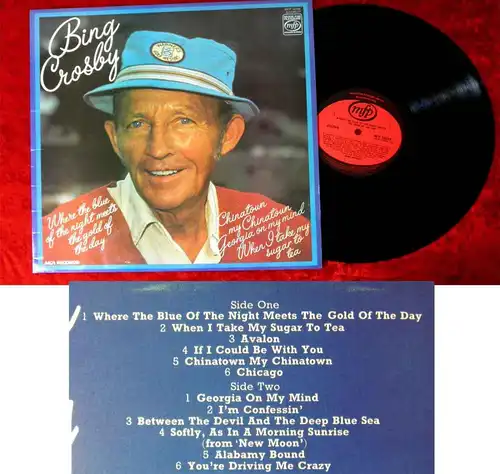 Bing
Crosby
mfp
Where the blue
of the night meets
the gold of
the day
Chinatown
my Chinatown
Georgia on my mind
When I take my
sugar to
tea
MCA RECORDS
mfp
Side One
1 Where The Blue Of The Night Meets The Gold Of The Day
2 When I Take My Sugar To Tea
3 Avalon
4 If I Could Be With You
5 Chinatown My Chinatown
6 Chicago
Side Two
1 Georgia On My Mind
2 I'm Confessin'
3 Between The Devil And The Deep Blue Sea
4 Softly, As In A Morning Sunrise
(from 'New Moon')
5 Alabamy Bound
6 You're Driving Me Crazy